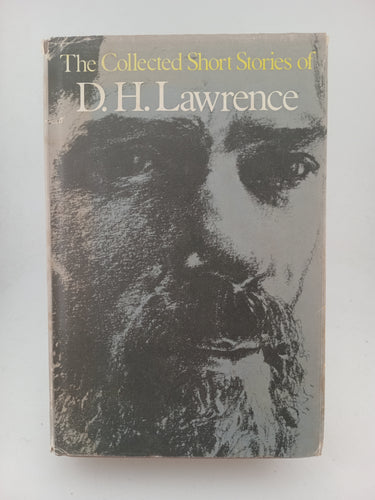 The Collected Short Stories of
D. H. Lawrence